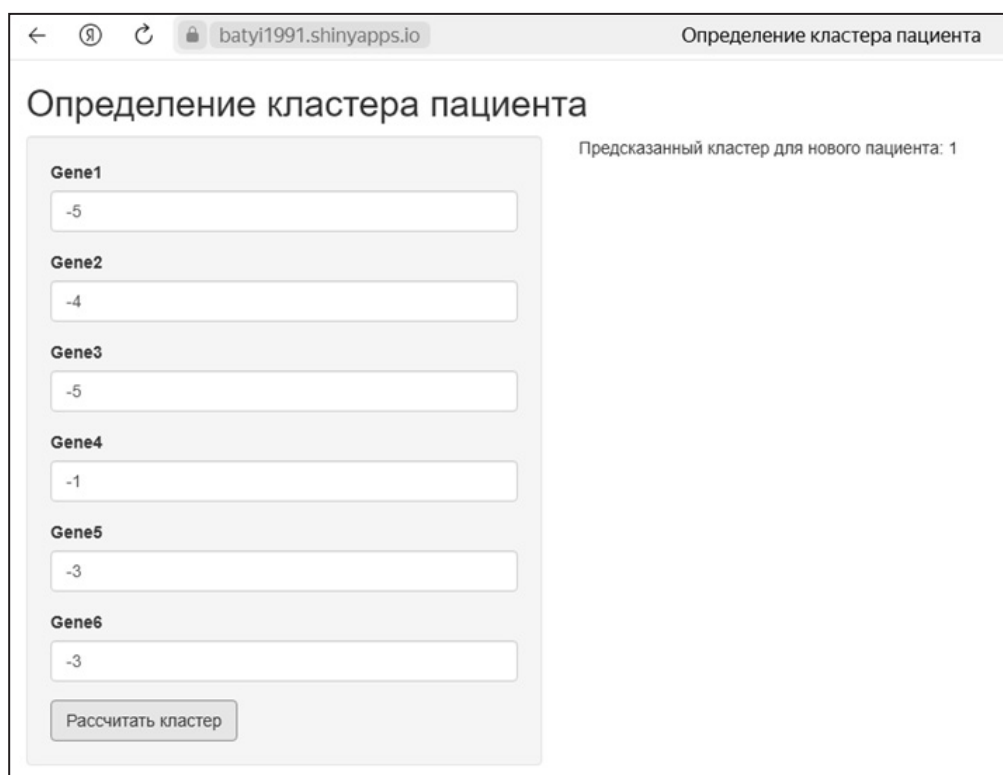 batyi1991.shinyapps.io Определение кластера пациента
Определение кластера пациента
Предсказанный кластер для нового пациента: 1
Gene1
-5
Gene2
-4
Gene3
-5
Gene4
-1
Gene5
-3
Gene6
-3
Рассчитать кластер